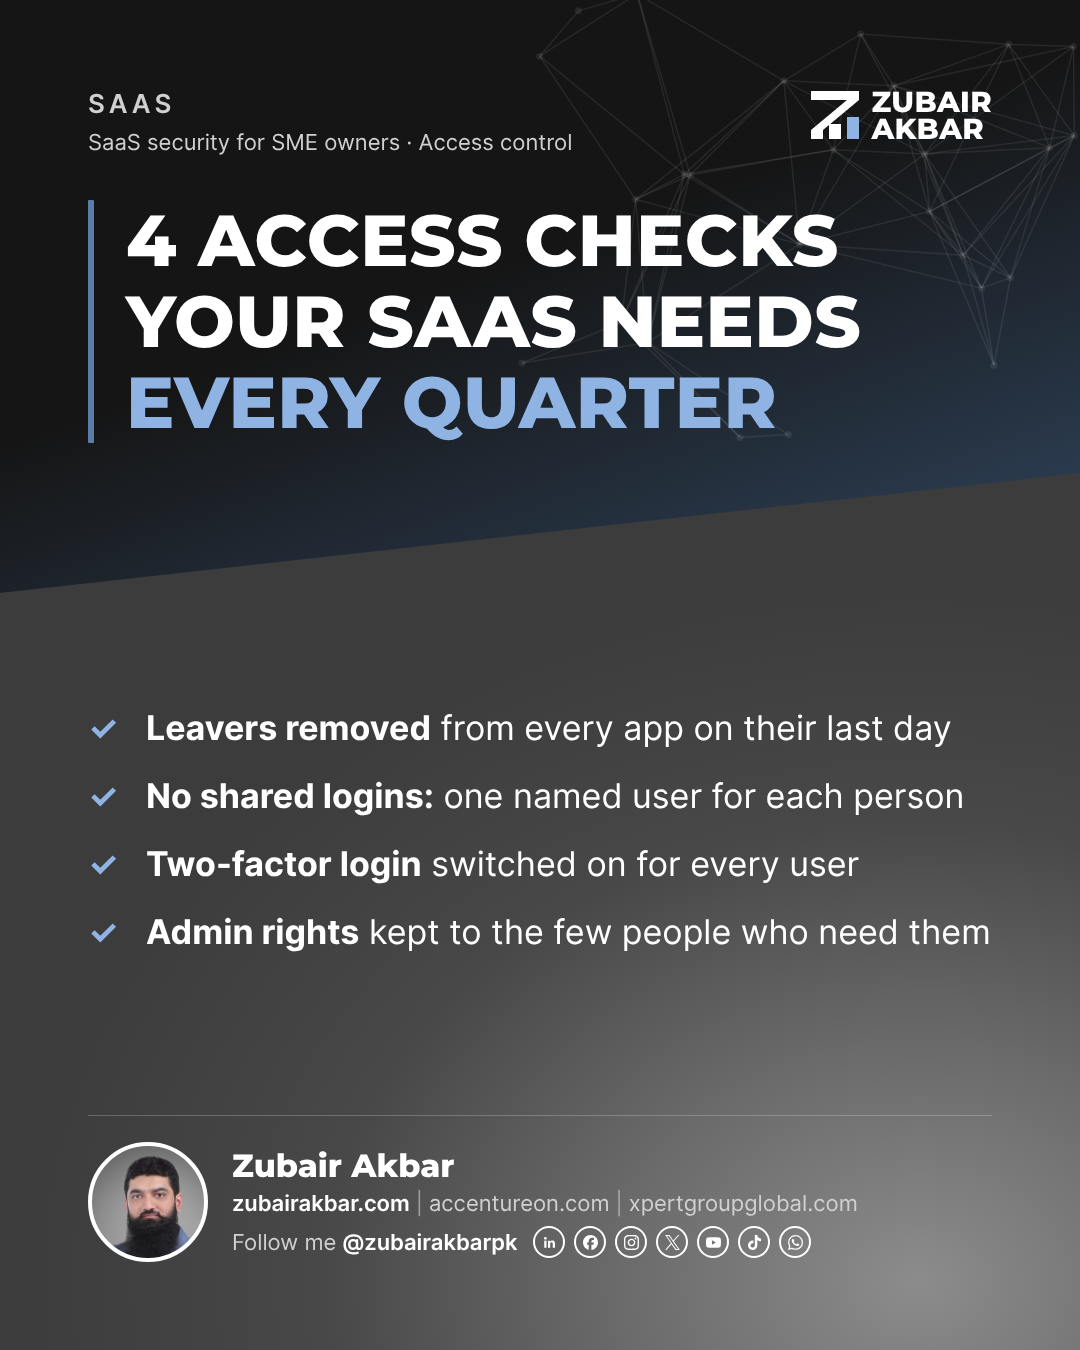 SAAS
SaaS security for SME owners · Access control
ZUBAIR
AKBAR
4 ACCESS CHECKS
YOUR SAAS NEEDS
EVERY QUARTER
Leavers removed from every app on their last day
No shared logins: one named user for each person
Two-factor login switched on for every user
Admin rights kept to the few people who need them
Zubair Akbar
zubairakbar.com | accentureon.com | xpertgroupglobal.com
Follow me @zubairakbarpk